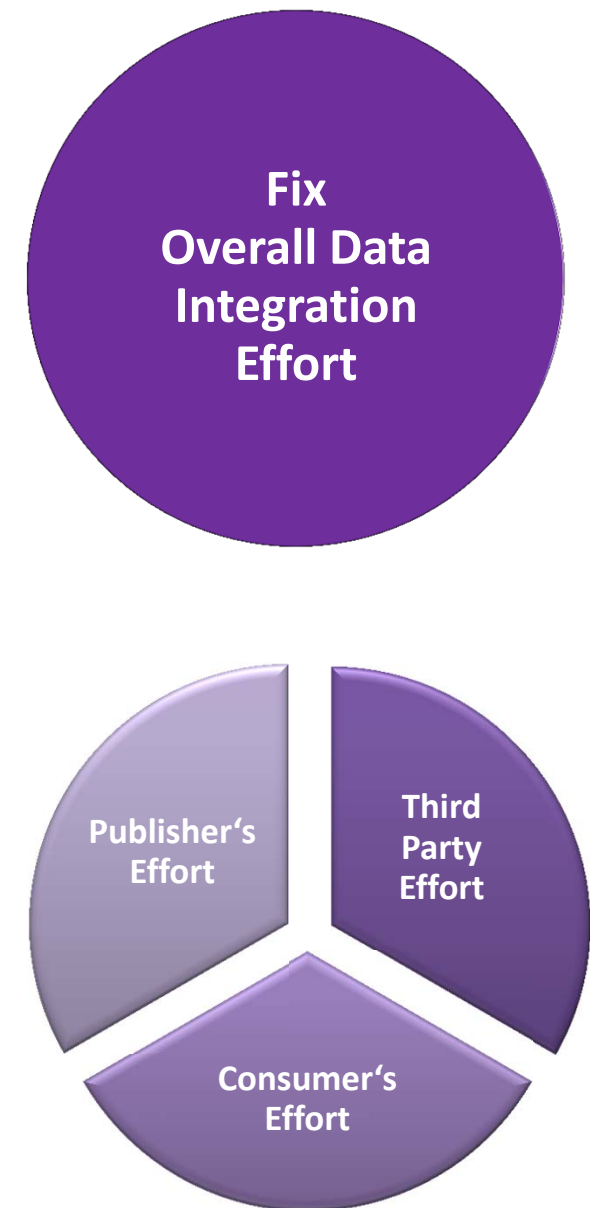 Fix
Overall Data
Integration
Effort
Publisher‘s
Effort
Third
Party
Effort
Consumer‘s
Effort